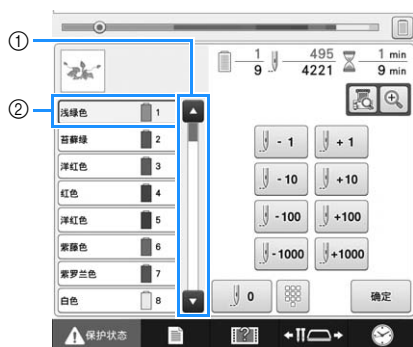 ①
②
1
9
495
4221
1 min
9 min
浅绿色 1
苔藓绿 2
洋红色 3
红色 4
洋红色 5
紫藤色 6
紫罗兰色 7
白色 8
- 1 + 1
- 10 +10
- 100 +100
- 1000 +1000
0 确定
保护状态